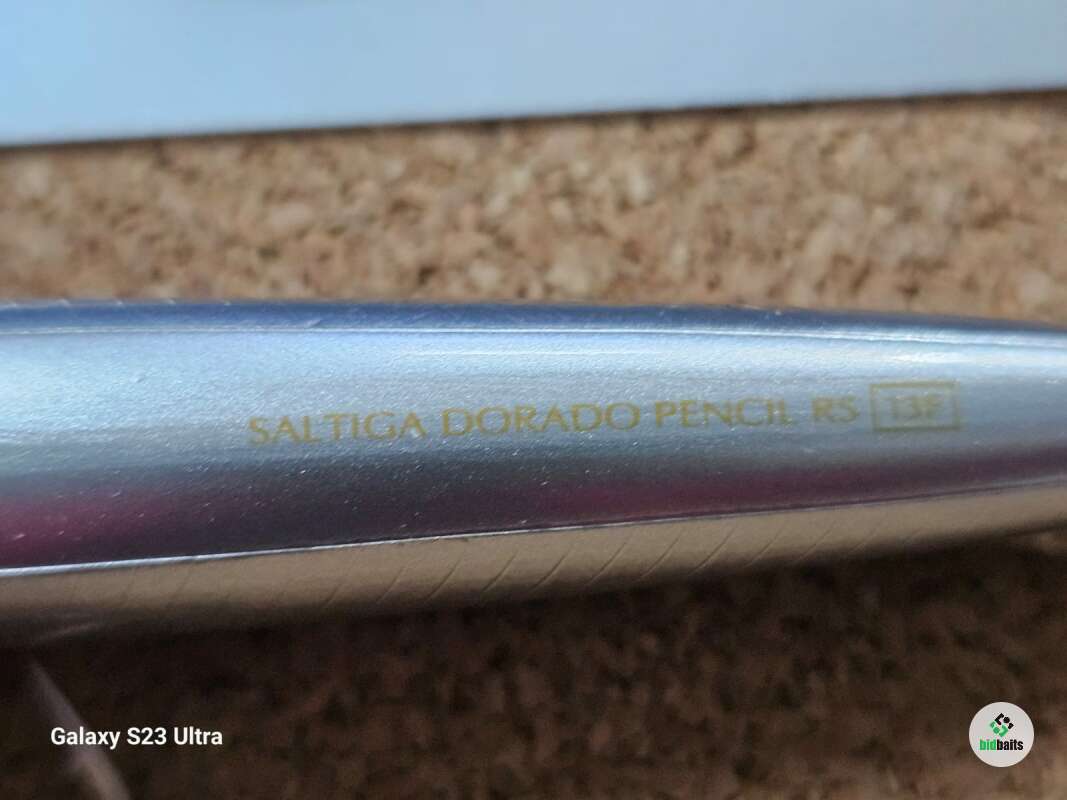 SALTIGA DORADO PENCIL RS 13F
Galaxy S23 Ultra
bidbaits